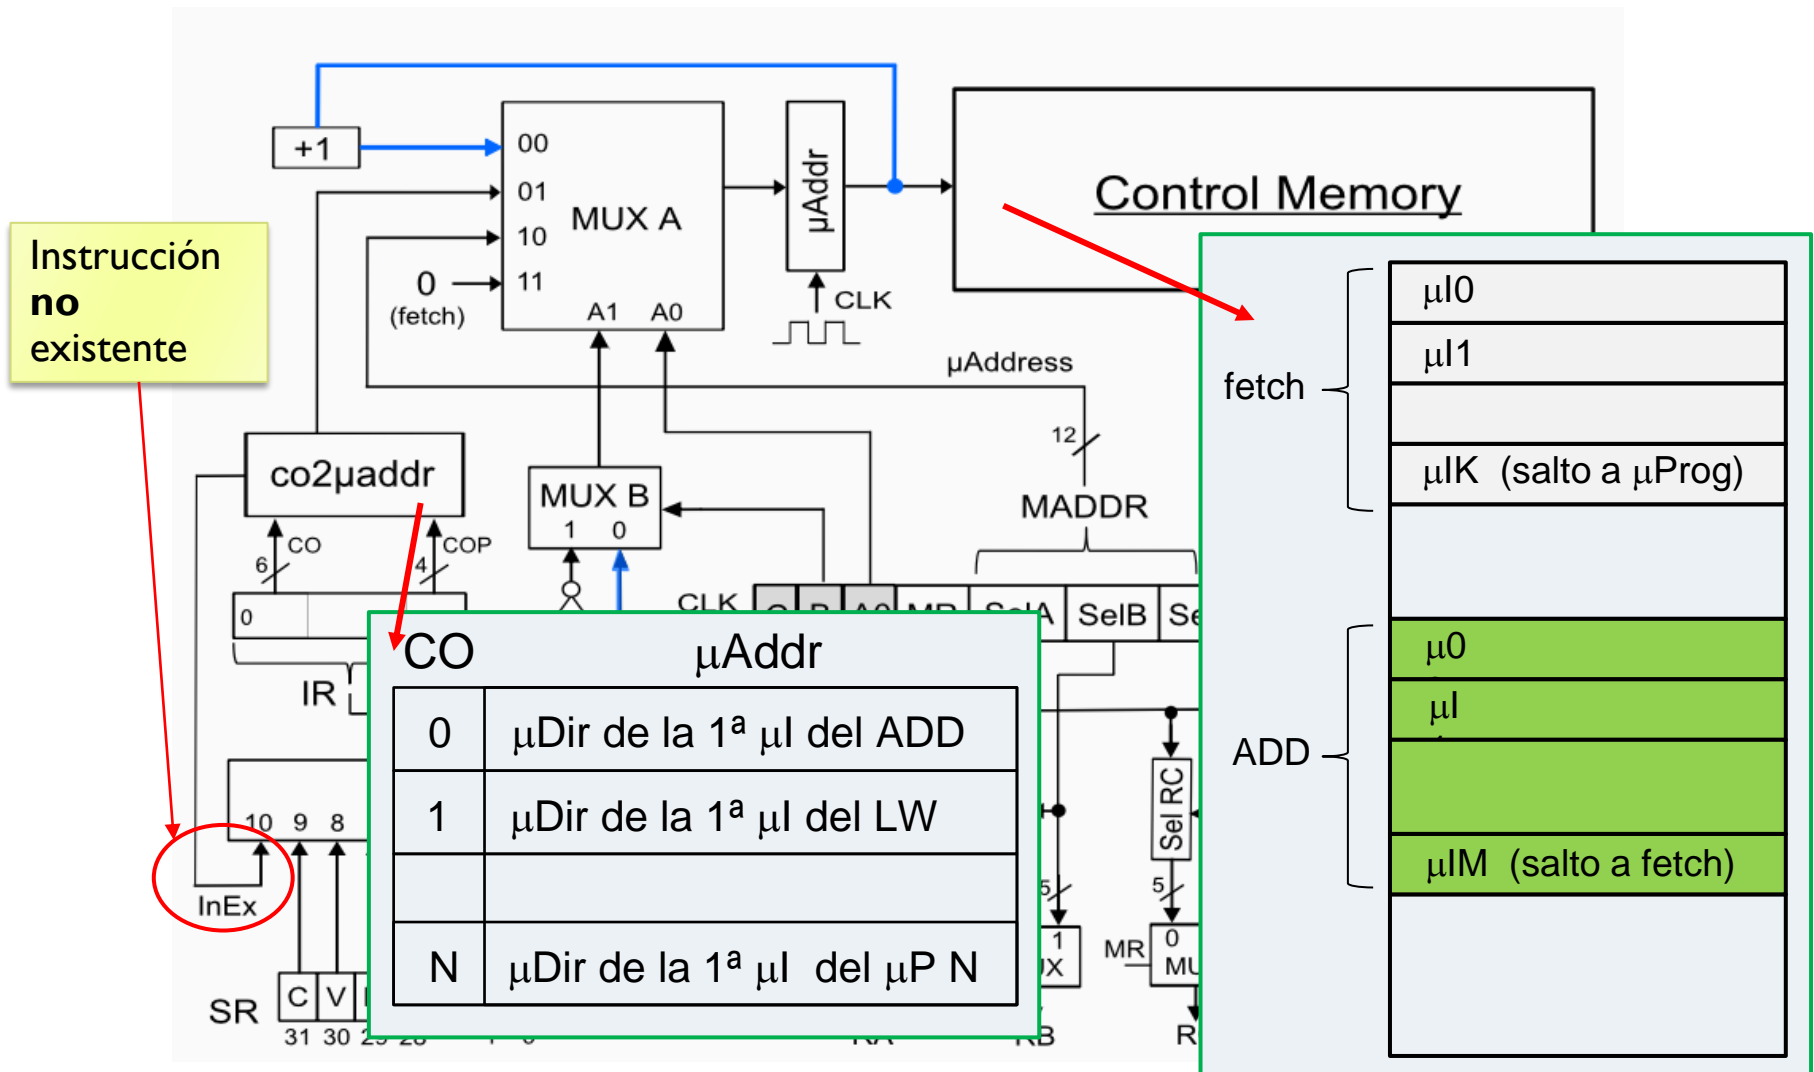 +1
00
01
10
11
MUX A
A1 A0
0
(fetch)
µAddr
CLK
Control Memory
Instrucción
no
existente
µAddress
12
MADDR
co2µaddr
CO
6
COP
4
MUX B
1 0
0
IR
CLK
SelB
10 9 8
InEx
SR
C V
31 30
CO µAddr
0 µDir de la 1ª µI del ADD
1 µDir de la 1ª µI del LW
N µDir de la 1ª µI del µP N
Sel RC
5
5
1
MR
0
fetch
µI0
µI1
µIK (salto a µProg)
ADD
µ0
µI
µIM (salto a fetch)